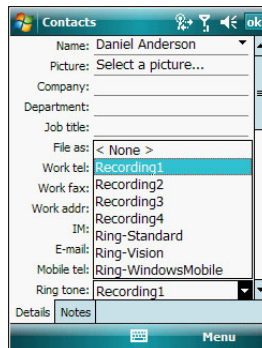 Contacts ok
Name: Daniel Anderson
Picture: Select a picture...
Company:
Department:
Job title:
File as: < None >
Work tel: Recording1
Work fax: Recording2
Work addr: Recording3
Recording4
IM: Ring-Standard
E-mail: Ring-Vision
Mobile tel: Ring-WindowsMobile
Ring tone: Recording1
Details Notes
Menu